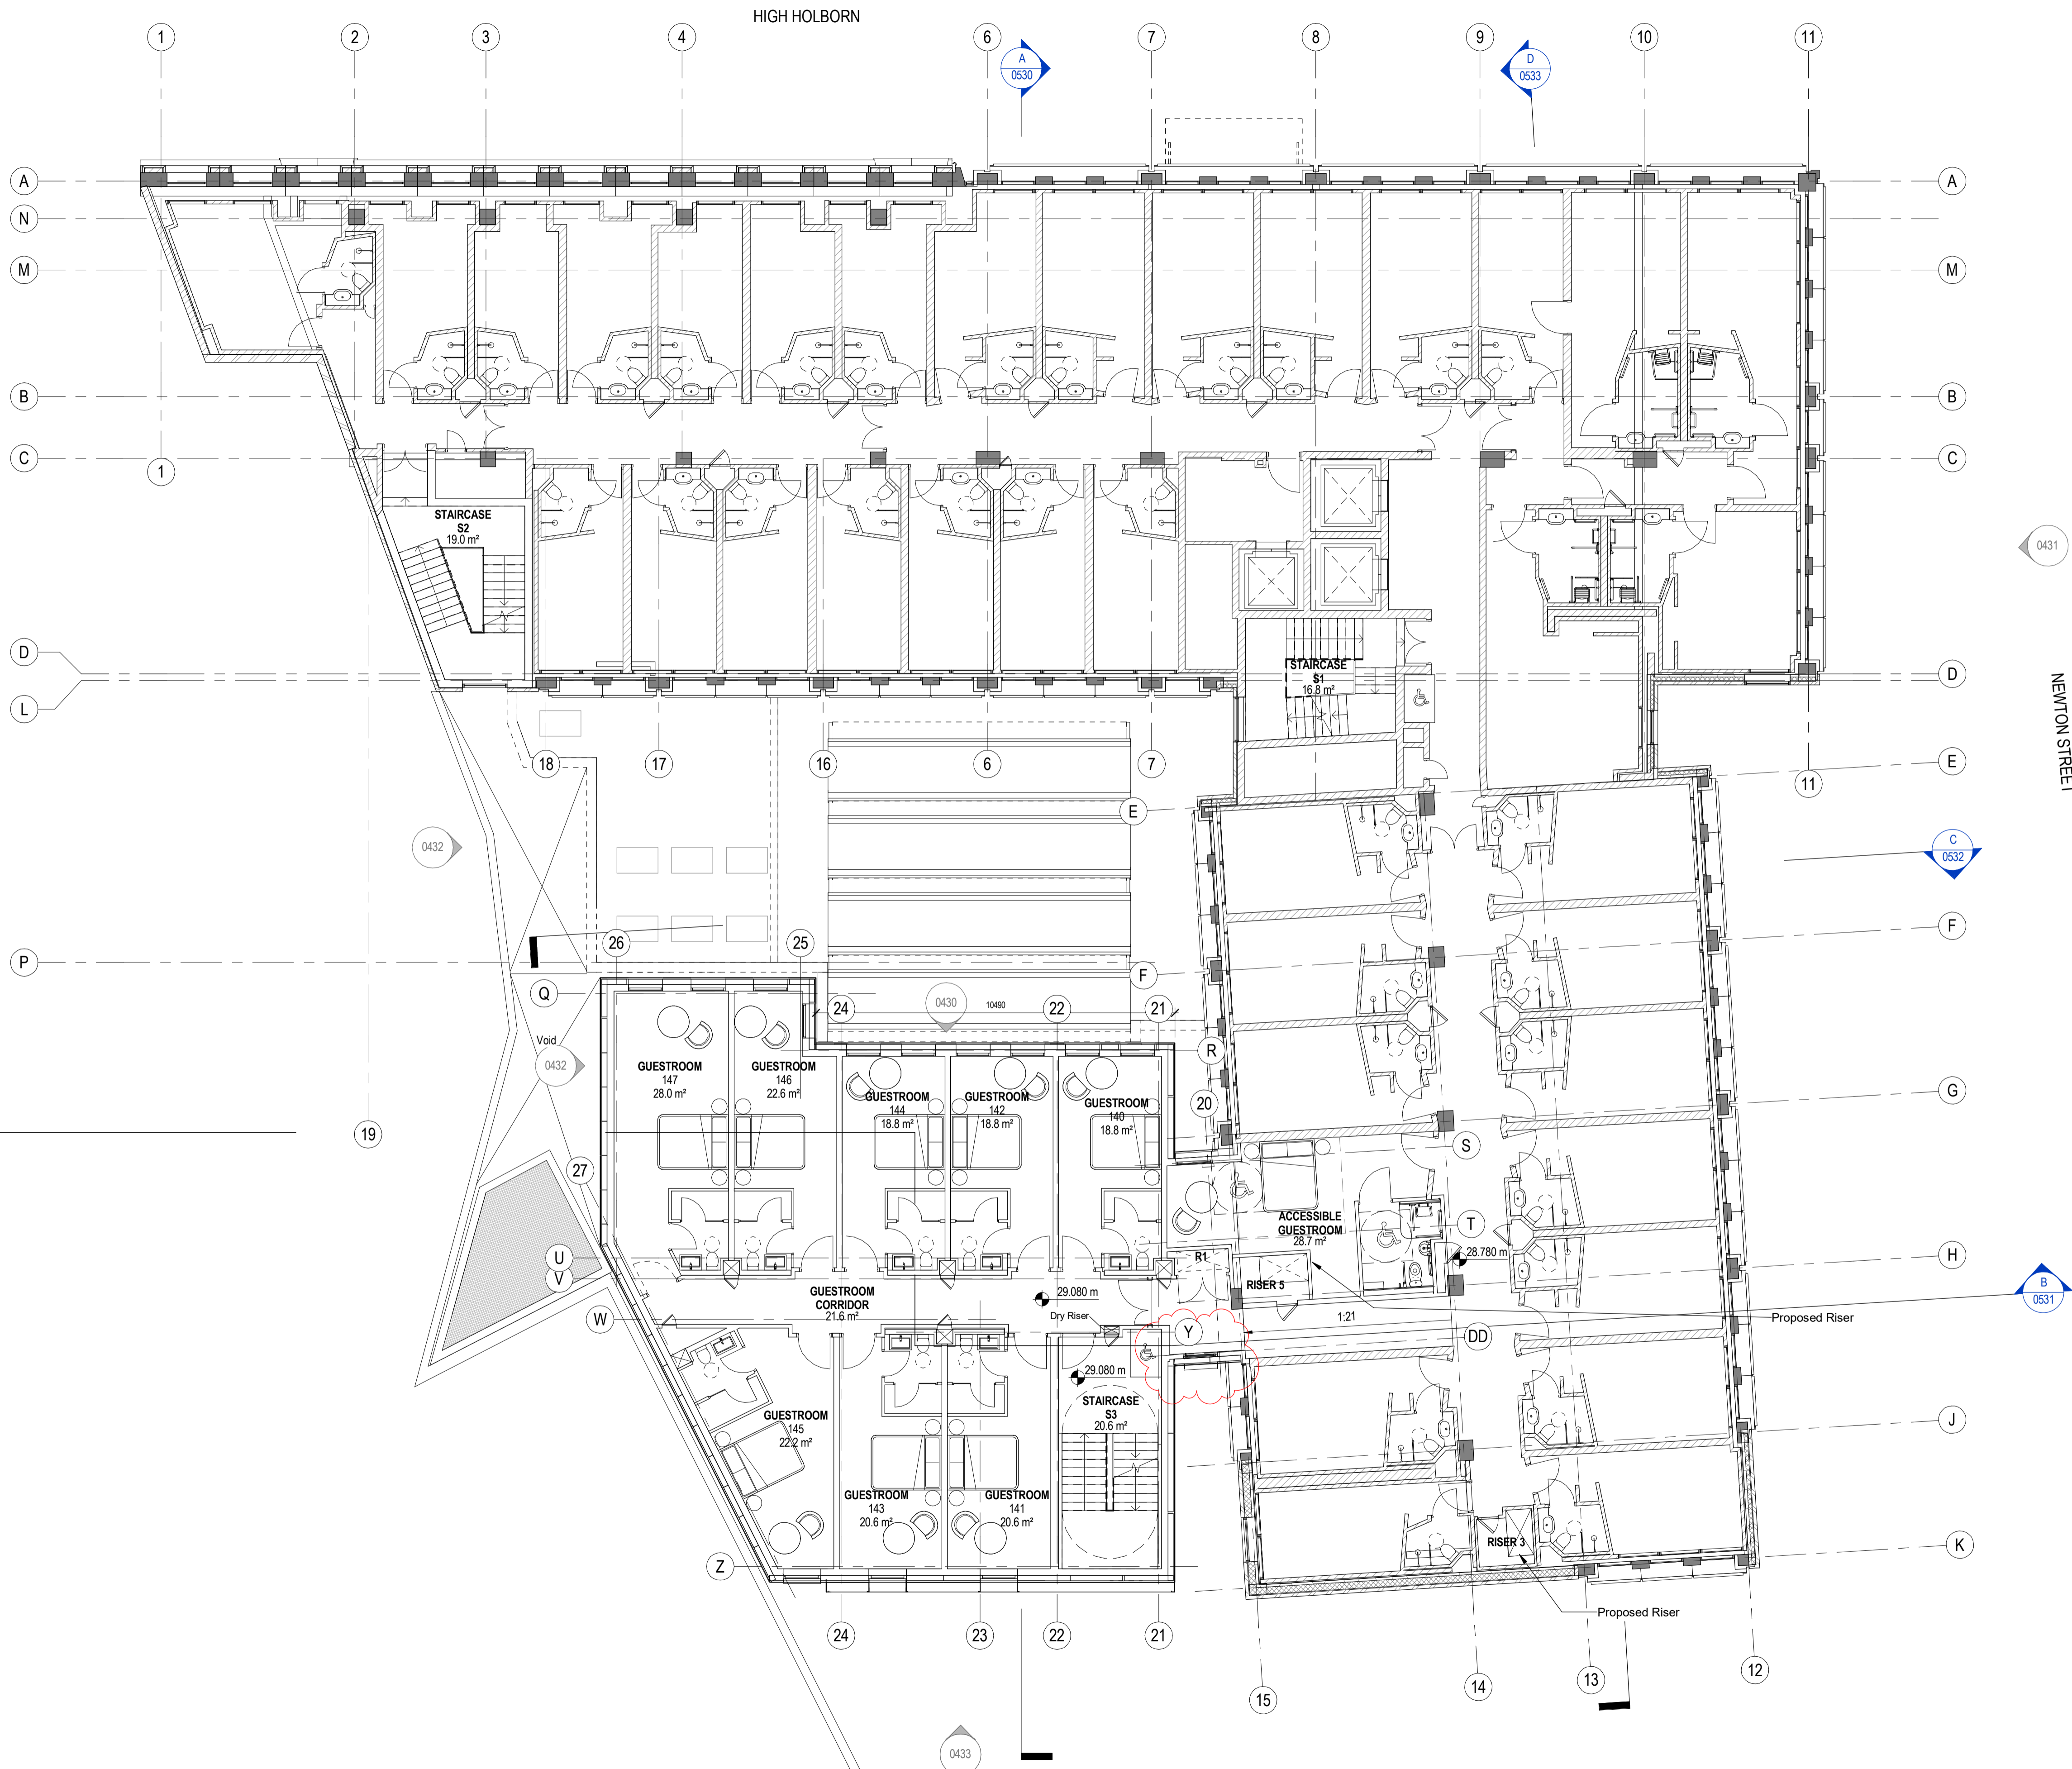 HIGH HOLBORN
1
2
3
4
6
7
8
9
10
11
A
0530
D
0533
A
A
N
M
M
B
B
C
C
1
STAIRCASE
S2
19.0 m²
0431
D
D
L
STAIRCASE
S1
16.8 m²
NEWTON STREET
18
17
16
6
7
11
E
E
0432
C
0532
F
P
26
25
F
Q
24
0430
10490
22
21
Void
0432
R
GUESTROOM
147
28.0 m²
GUESTROOM
146
22.6 m²
GUESTROOM
144
18.8 m²
GUESTROOM
142
18.8 m²
GUESTROOM
140
18.8 m²
20
G
19
S
27
ACCESSIBLE
GUESTROOM
28.7 m²
T
U
V
R1
28.780 m
H
RISER 5
GUESTROOM
CORRIDOR
21.6 m²
29.080 m
B
0531
W
Dry Riser
Y
1:21
Proposed Riser
DD
29.080 m
STAIRCASE
S3
20.6 m²
GUESTROOM
145
22.2 m²
J
GUESTROOM
143
20.6 m²
GUESTROOM
141
20.6 m²
RISER 3
K
Z
Proposed Riser
24
23
22
21
15
14
13
12
0433